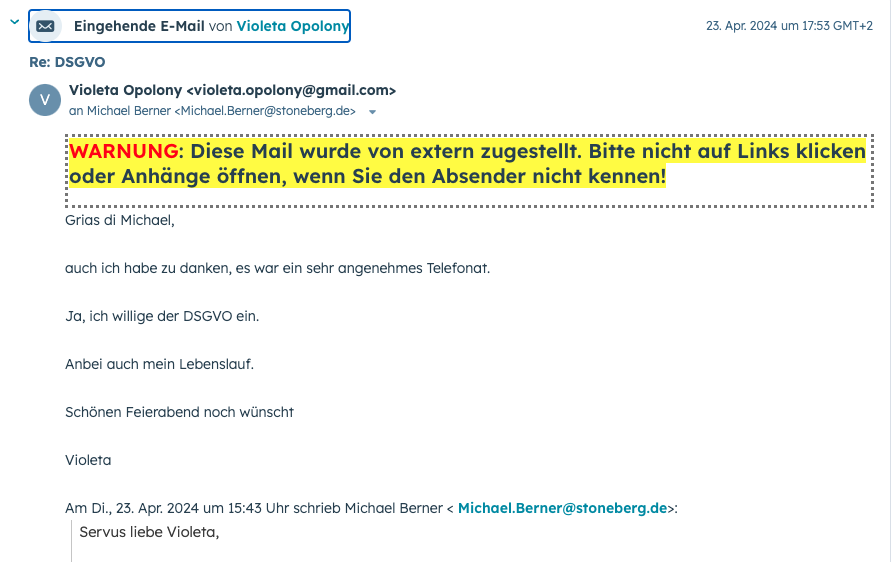 Eingehende E-Mail von Violeta Opolony
23. Apr. 2024 um 17:53 GMT+2
Re: DSGVO
V
Violeta Opolony <violeta.opolony@gmail.com>
an Michael Berner <Michael.Berner@stoneberg.de>
WARNUNG: Diese Mail wurde von extern zugestellt. Bitte nicht auf Links klicken
oder Anhänge öffnen, wenn Sie den Absender nicht kennen!
Grias di Michael,
auch ich habe zu danken, es war ein sehr angenehmes Telefonat.
Ja, ich willige der DSGVO ein.
Anbei auch mein Lebenslauf.
Schönen Feierabend noch wünscht
Violeta
Am Di., 23. Apr. 2024 um 15:43 Uhr schrieb Michael Berner < Michael.Berner@stoneberg.de>:
Servus liebe Violeta,